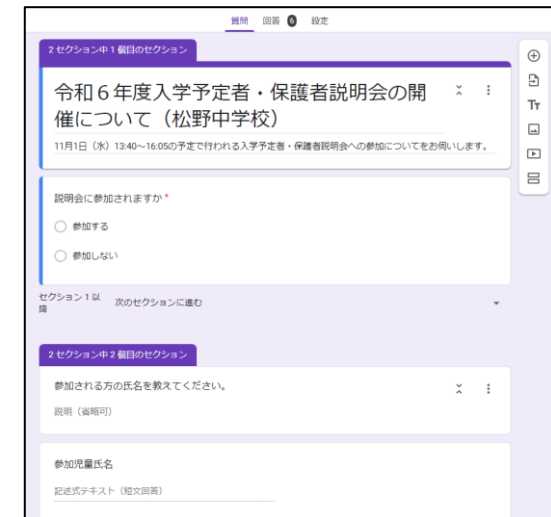 質問 回答 6 設定
2 セクション中 1 個目のセクション
令和６年度入学予定者・保護者説明会の開
催について（松野中学校）
11月1日（水）13:40～16:05の予定で行われる入学予定者・保護者説明会への参加についてをお伺いします。
説明会に参加されますか *
参加する
参加しない
セクション 1 以
降
次のセクションに進む
2 セクション中 2 個目のセクション
参加される方の氏名を教えてください。
説明（省略可）
参加児童氏名
記述式テキスト（短文回答）
Tт